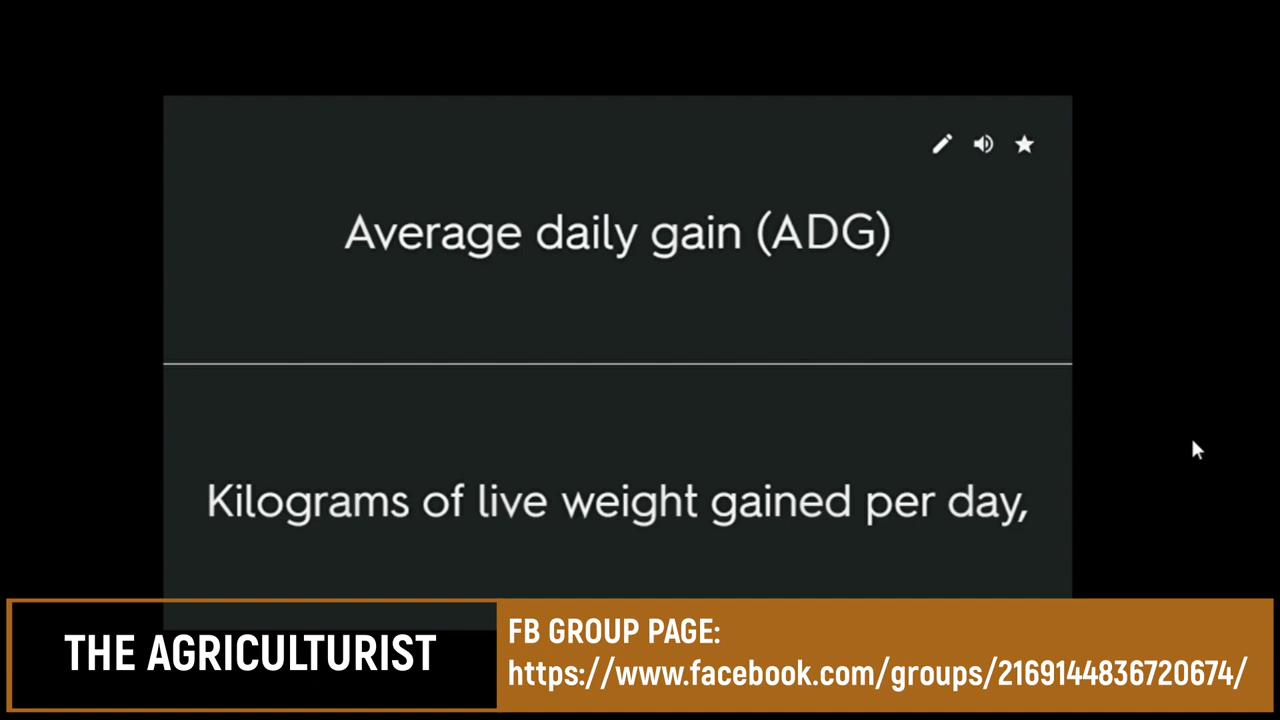 Average daily gain (ADG)
Kilograms of live weight gained per day,
THE AGRICULTURIST
FB GROUP PAGE:
https://www.facebook.com/groups/2169144836720674/